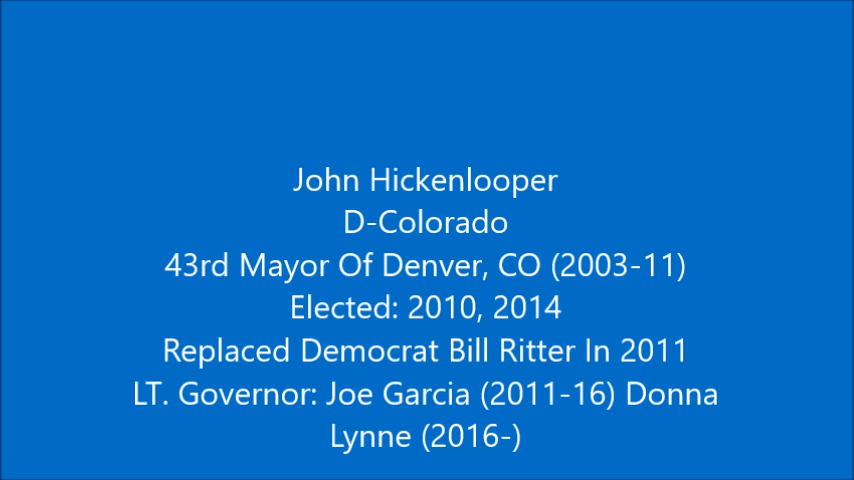 John Hickenlooper
D-Colorado
43rd Mayor Of Denver, CO (2003-11)
Elected: 2010, 2014
Replaced Democrat Bill Ritter In 2011
LT. Governor: Joe Garcia (2011-16) Donna
Lynne (2016-)